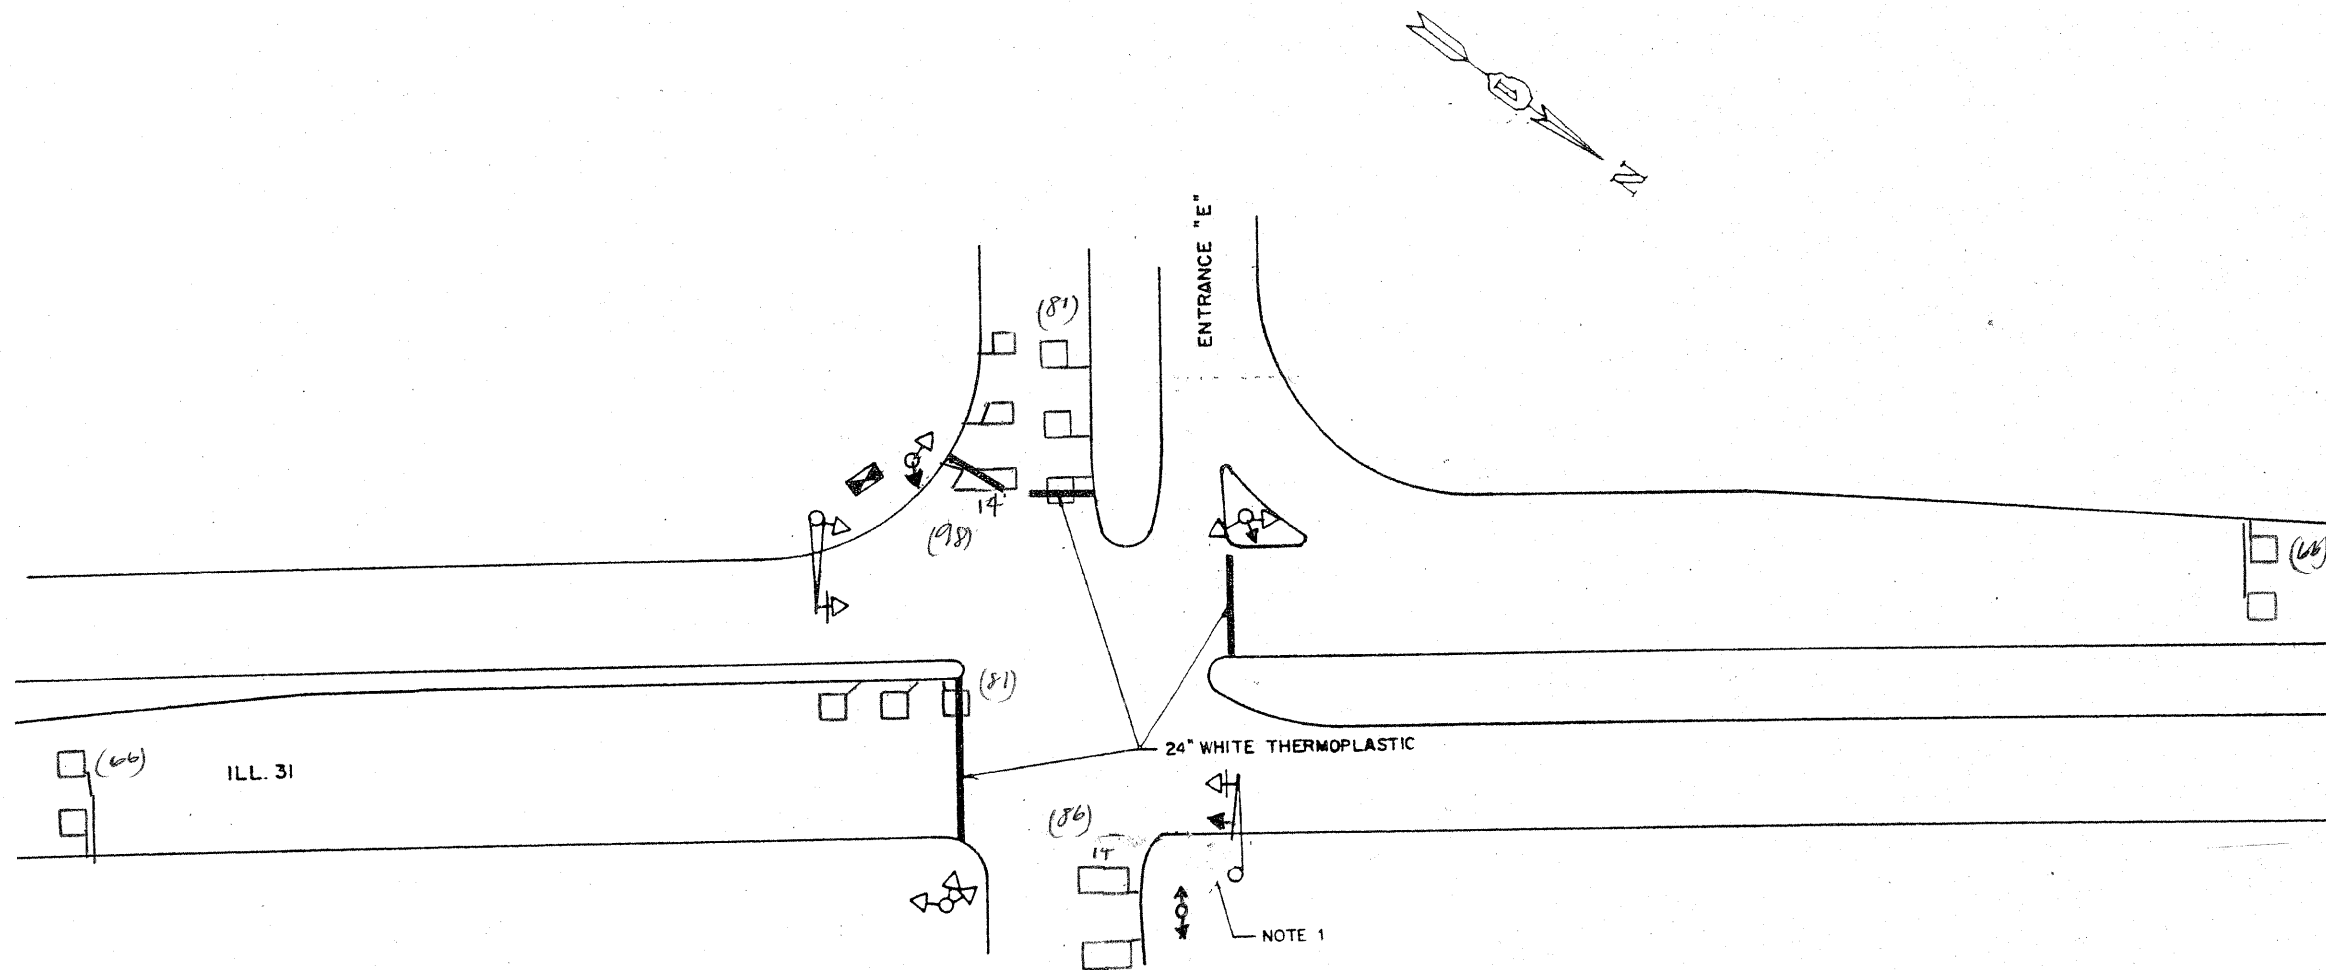 N
ENTRANCE "E"
(81)
14
(98)
(66)
(81)
24" WHITE THERMOPLASTIC
(66)
ILL. 31
(86)
14
NOTE 1